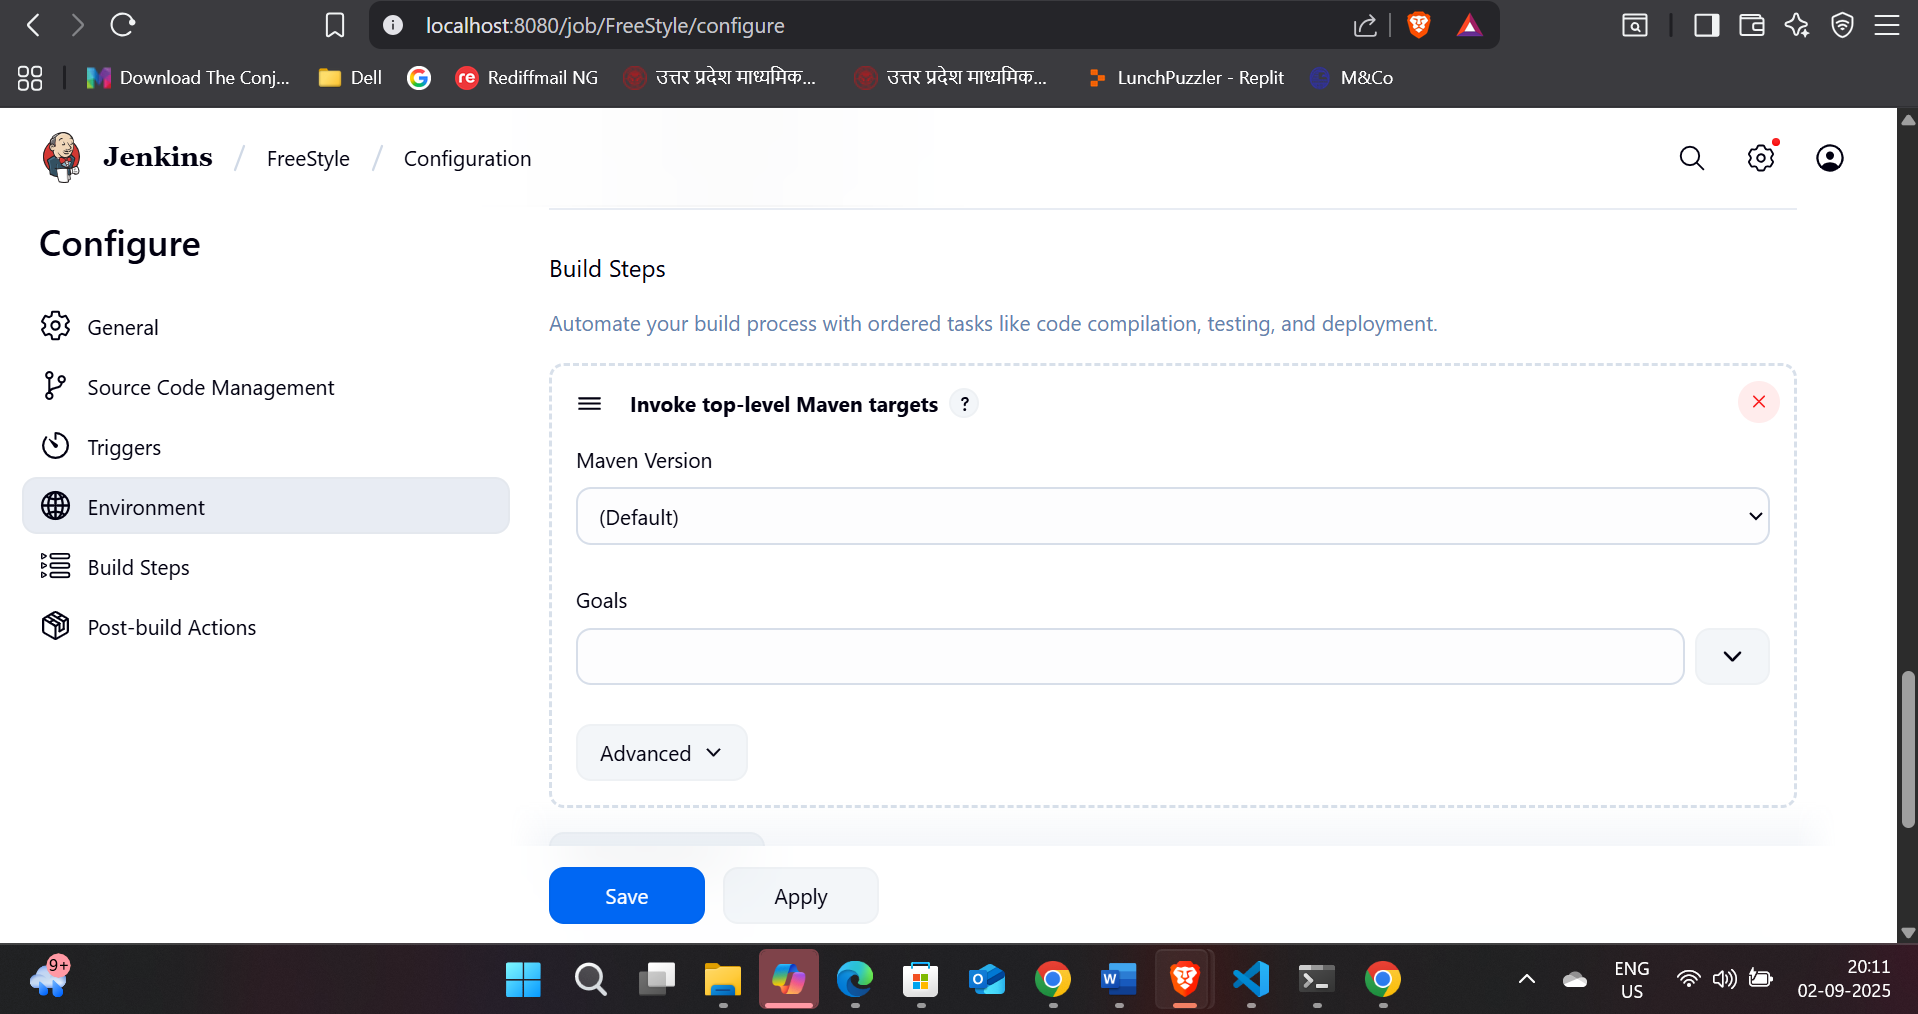 localhost:8080/job/FreeStyle/configure
Download The Conj... Dell Rediffmail NG उत्तर प्रदेश माध्यमिक... उत्तर प्रदेश माध्यमिक... LunchPuzzler - Replit M&Co
Jenkins / FreeStyle / Configuration
Configure
General
Source Code Management
Triggers
Environment
Build Steps
Post-build Actions
Build Steps
Automate your build process with ordered tasks like code compilation, testing, and deployment.
Invoke top-level Maven targets ?
Maven Version
(Default)
Goals
Advanced
Save Apply
9+
ENG
US
20:11
02-09-2025